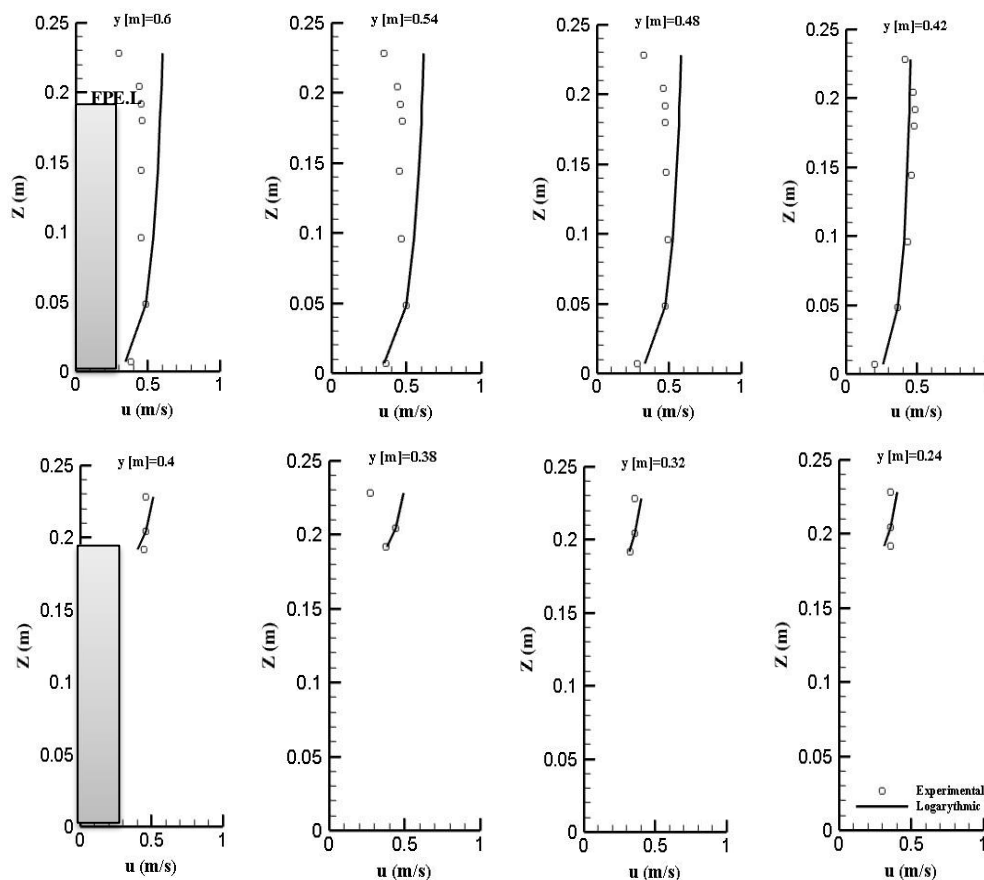 y [m]=0.6
0.25
0.2
0.15
0.1
0.05
0
Z (m)
FPE.L
0 0.5 1
u (m/s)
y [m]=0.54
0.25
0.2
0.15
0.1
0.05
0
Z (m)
0 0.5 1
u (m/s)
y [m]=0.48
0.25
0.2
0.15
0.1
0.05
0
Z (m)
0 0.5 1
u (m/s)
y [m]=0.42
0.25
0.2
0.15
0.1
0.05
0
Z (m)
0 0.5 1
u (m/s)
y [m]=0.4
0.25
0.2
0.15
0.1
0.05
0
Z (m)
0 0.5 1
u (m/s)
y [m]=0.38
0.25
0.2
0.15
0.1
0.05
0
Z (m)
0 0.5 1
u (m/s)
y [m]=0.32
0.25
0.2
0.15
0.1
0.05
0
Z (m)
0 0.5 1
u (m/s)
y [m]=0.24
0.25
0.2
0.15
0.1
0.05
0
Z (m)
Experimental
Logarythmic
0 0.5 1
u (m/s)